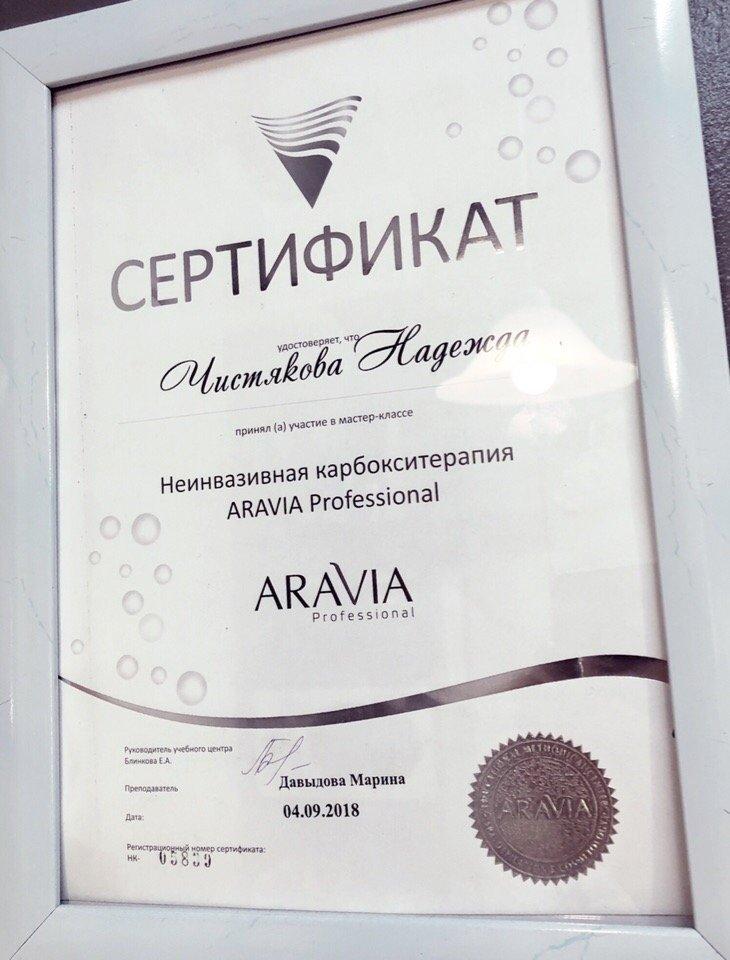 СЕРТИФИКАТ
удостоверяет, что
Чистякова Надежда
принял (а) участие в мастер-классе
Неинвазивная карбокситерапия
ARAVIA Professional
ARAVIA
Professional
Руководитель учебного центра
Блинкова Е.А.
Преподаватель
Давыдова Марина
Дата:
04.09.2018
Регистрационный номер сертификата:
НК-
ARAVIA